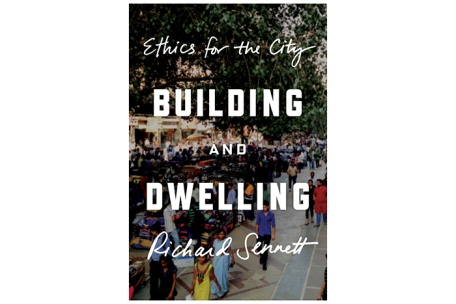 Ethics for the City
BUILDING
AND
DWELLING
Richard Sennett